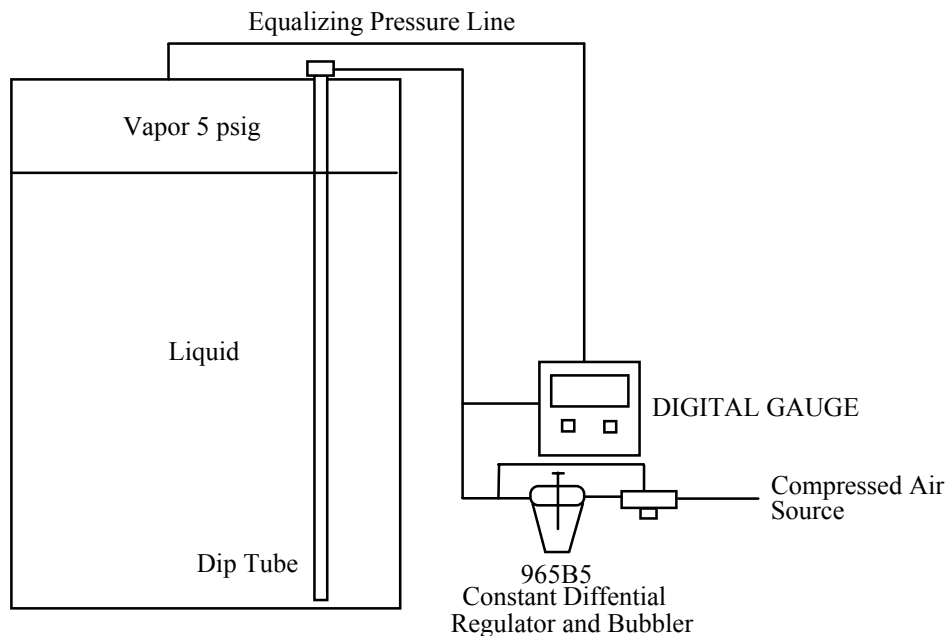 Equalizing Pressure Line
Vapor 5 psig
Liquid
DIGITAL GAUGE
Compressed Air
Source
Dip Tube
965B5
Constant Diffential
Regulator and Bubbler